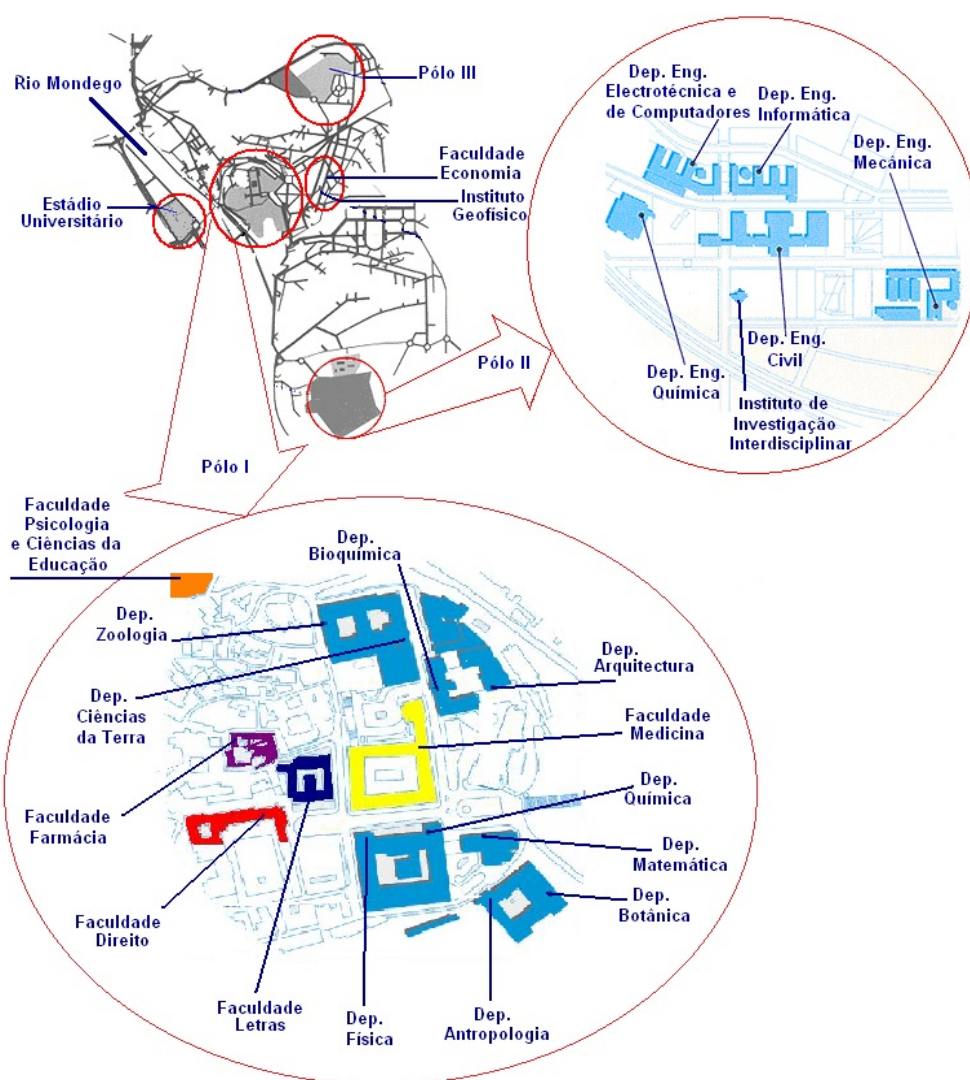 Rio Mondego
Pólo III
Faculdade
Economia
Instituto
Geofísico
Estádio
Universitário
Pólo II
Pólo I
Dep. Eng.
Electrotécnica e
de Computadores
Dep. Eng.
Informática
Dep. Eng.
Mecánica
Dep. Eng.
Química
Dep. Eng.
Civil
Instituto de
Investigação
Interdisciplinar
Faculdade
Psicologia
e Ciências da
Educação
Dep.
Bioquímica
Dep.
Zoologia
Dep.
Arquitectura
Dep.
Ciências
da Terra
Faculdade
Medicina
Dep.
Química
Faculdade
Farmácia
Dep.
Matemática
Dep.
Botânica
Faculdade
Direito
Faculdade
Letras
Dep.
Física
Dep.
Antropologia